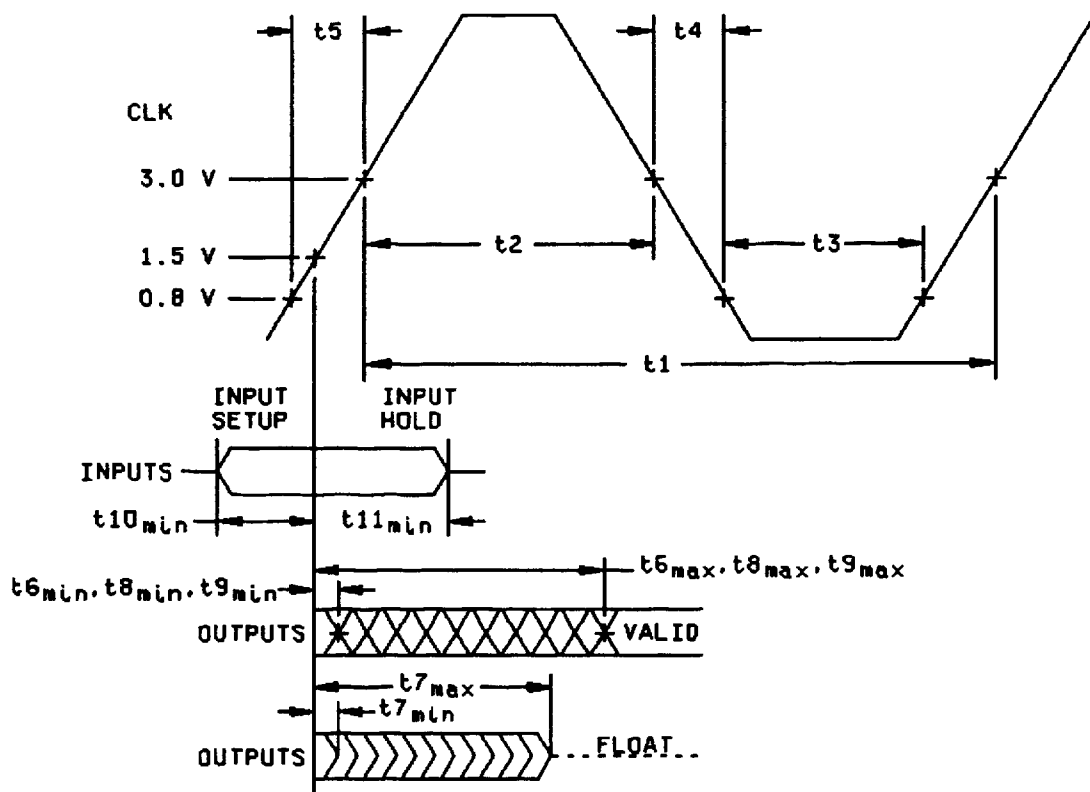 t5
t4
CLK
3.0 V
t2
t3
1.5 V
0.8 V
t1
INPUT
SETUP
INPUT
HOLD
INPUTS
t10min
t11min
t6max,t8max,t9max
t6min,t8min,t9min
OUTPUTS
VALID
t7max
t7min
OUTPUTS
FLOAT